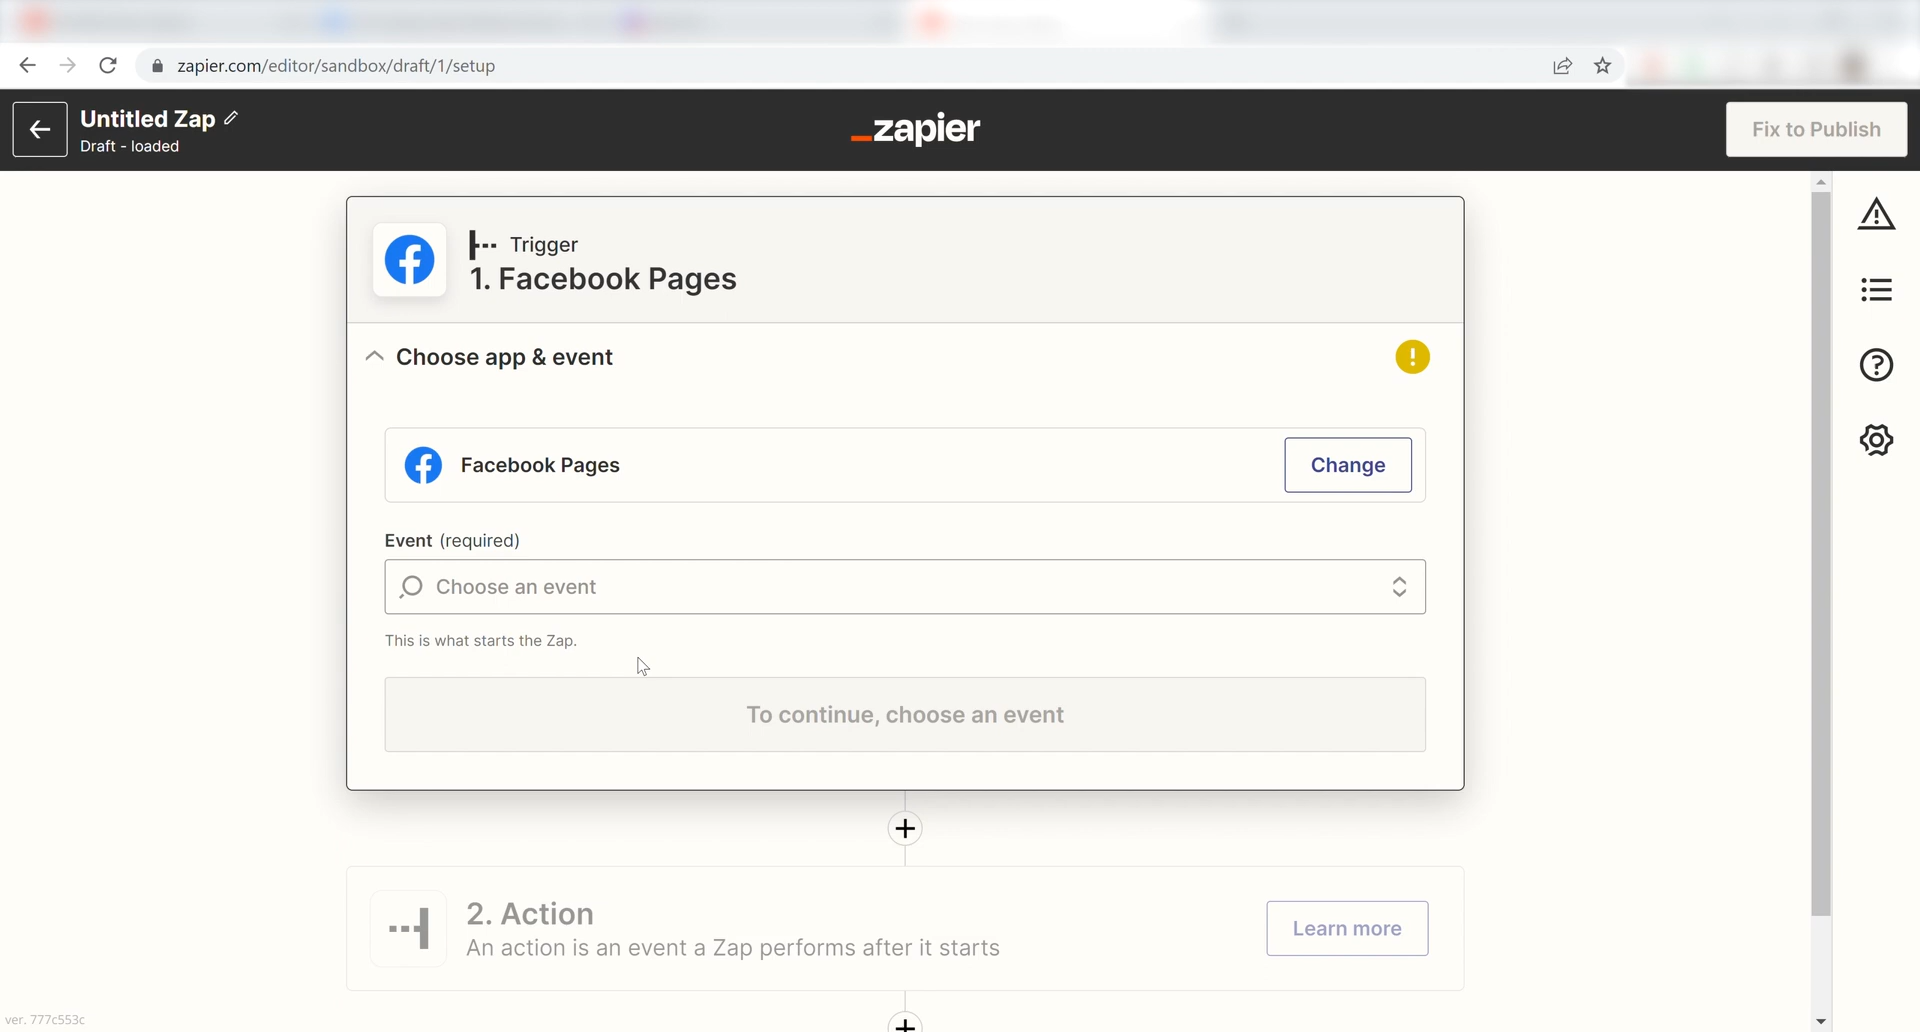 zapier.com/editor/sandbox/draft/1/setup
Untitled Zap
Draft - loaded
_zapier
Fix to Publish
Trigger
1. Facebook Pages
Choose app & event
Facebook Pages
Change
Event (required)
Choose an event
This is what starts the Zap.
To continue, choose an event
2. Action
An action is an event a Zap performs after it starts
Learn more
ver. 777c553c